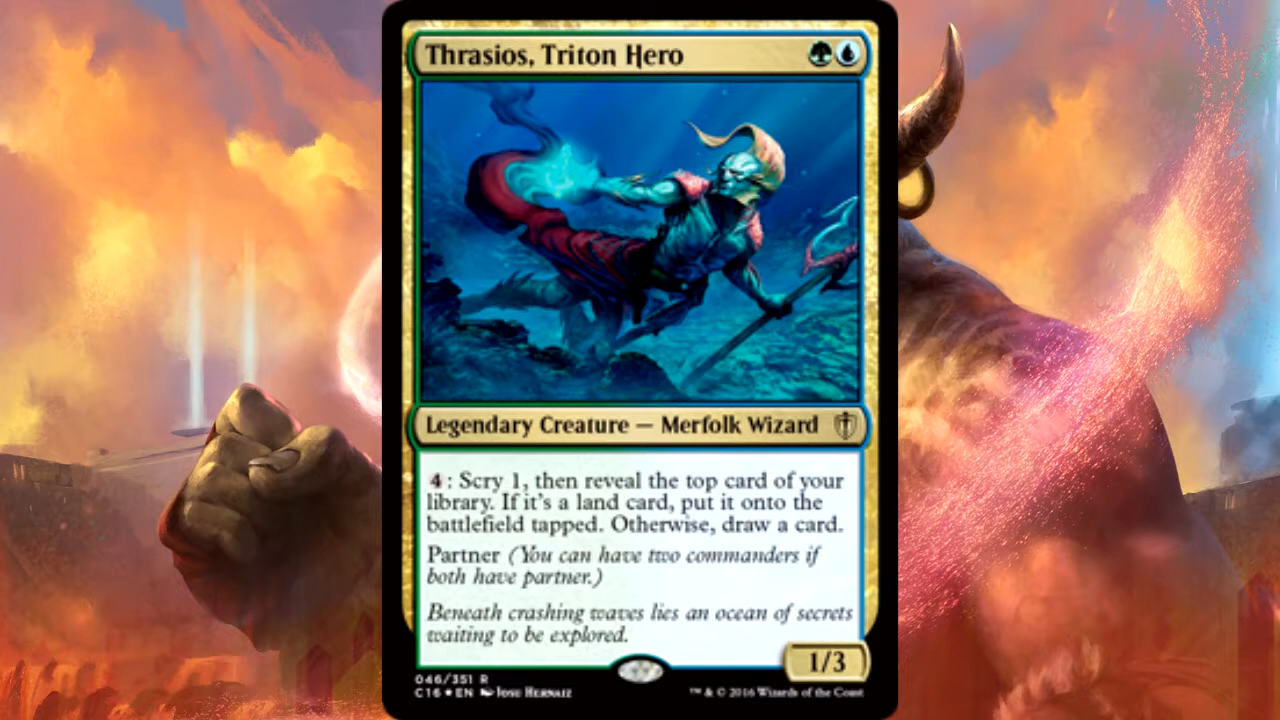 Thrasios, Triton Hero
Legendary Creature — Merfolk Wizard
4: Scry 1, then reveal the top card of your
library. If it's a land card, put it onto the
battlefield tapped. Otherwise, draw a card.
Partner (You can have two commanders if
both have partner.)
Beneath crashing waves lies an ocean of secrets
waiting to be explored.
1/3
046/351 R
C16 ★ EN Josu Hernaiz
™ & © 2016 Wizards of the Coast